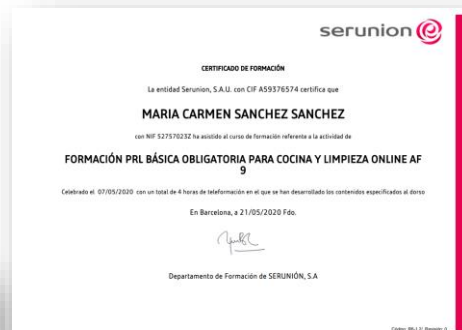 serunion
CERTIFICADO DE FORMACIÓN
La entidad Serunion, S.A.U. con CIF A59376574 certifica que
MARIA CARMEN SANCHEZ SANCHEZ
con NIF 52757023Z ha asistido al curso de formación referente a la actividad de
FORMACIÓN PRL BÁSICA OBLIGATORIA PARA COCINA Y LIMPIEZA ONLINE AF
9
Celebrado el 07/05/2020 con un total de 4 horas de teleformación en el que se han desarrollado los contenidos especificados al dorso
En Barcelona, a 21/05/2020 Fdo.
Departamento de Formación de SERUNIÓN, S.A